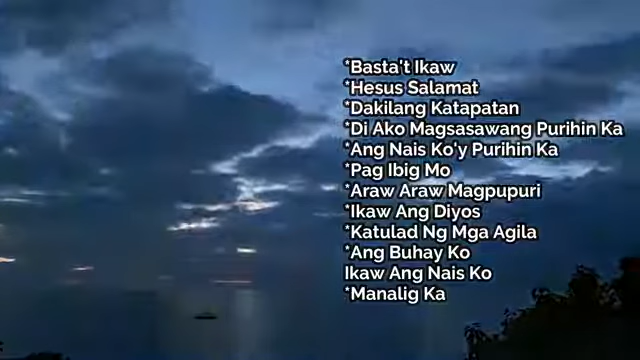 *Basta't Ikaw
*Hesus Salamat
*Dakilang Katapatan
*Di Ako Magsasawang Purihin Ka
*Ang Nais Ko'y Purihin Ka
*Pag Ibig Mo
*Araw Araw Magpupuri
*Ikaw Ang Diyos
*Katulad Ng Mga Agila
*Ang Buhay Ko
Ikaw Ang Nais Ko
*Manalig Ka